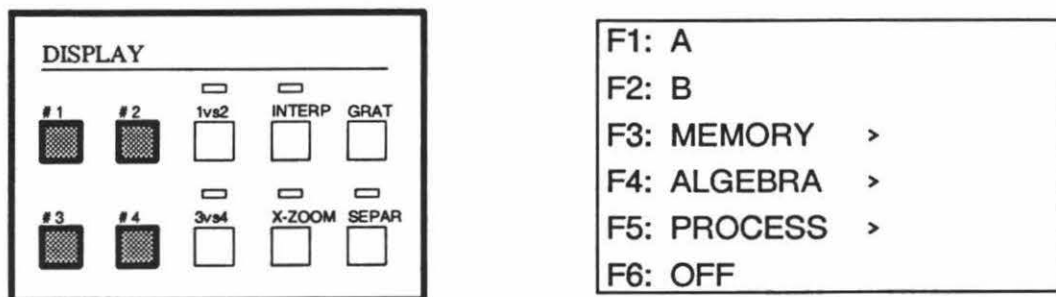 DISPLAY
#1 #2 1vs2 INTERP GRAT
#3 #4 3vs4 X-ZOOM SEPAR
F1: A
F2: B
F3: MEMORY >
F4: ALGEBRA >
F5: PROCESS >
F6: OFF